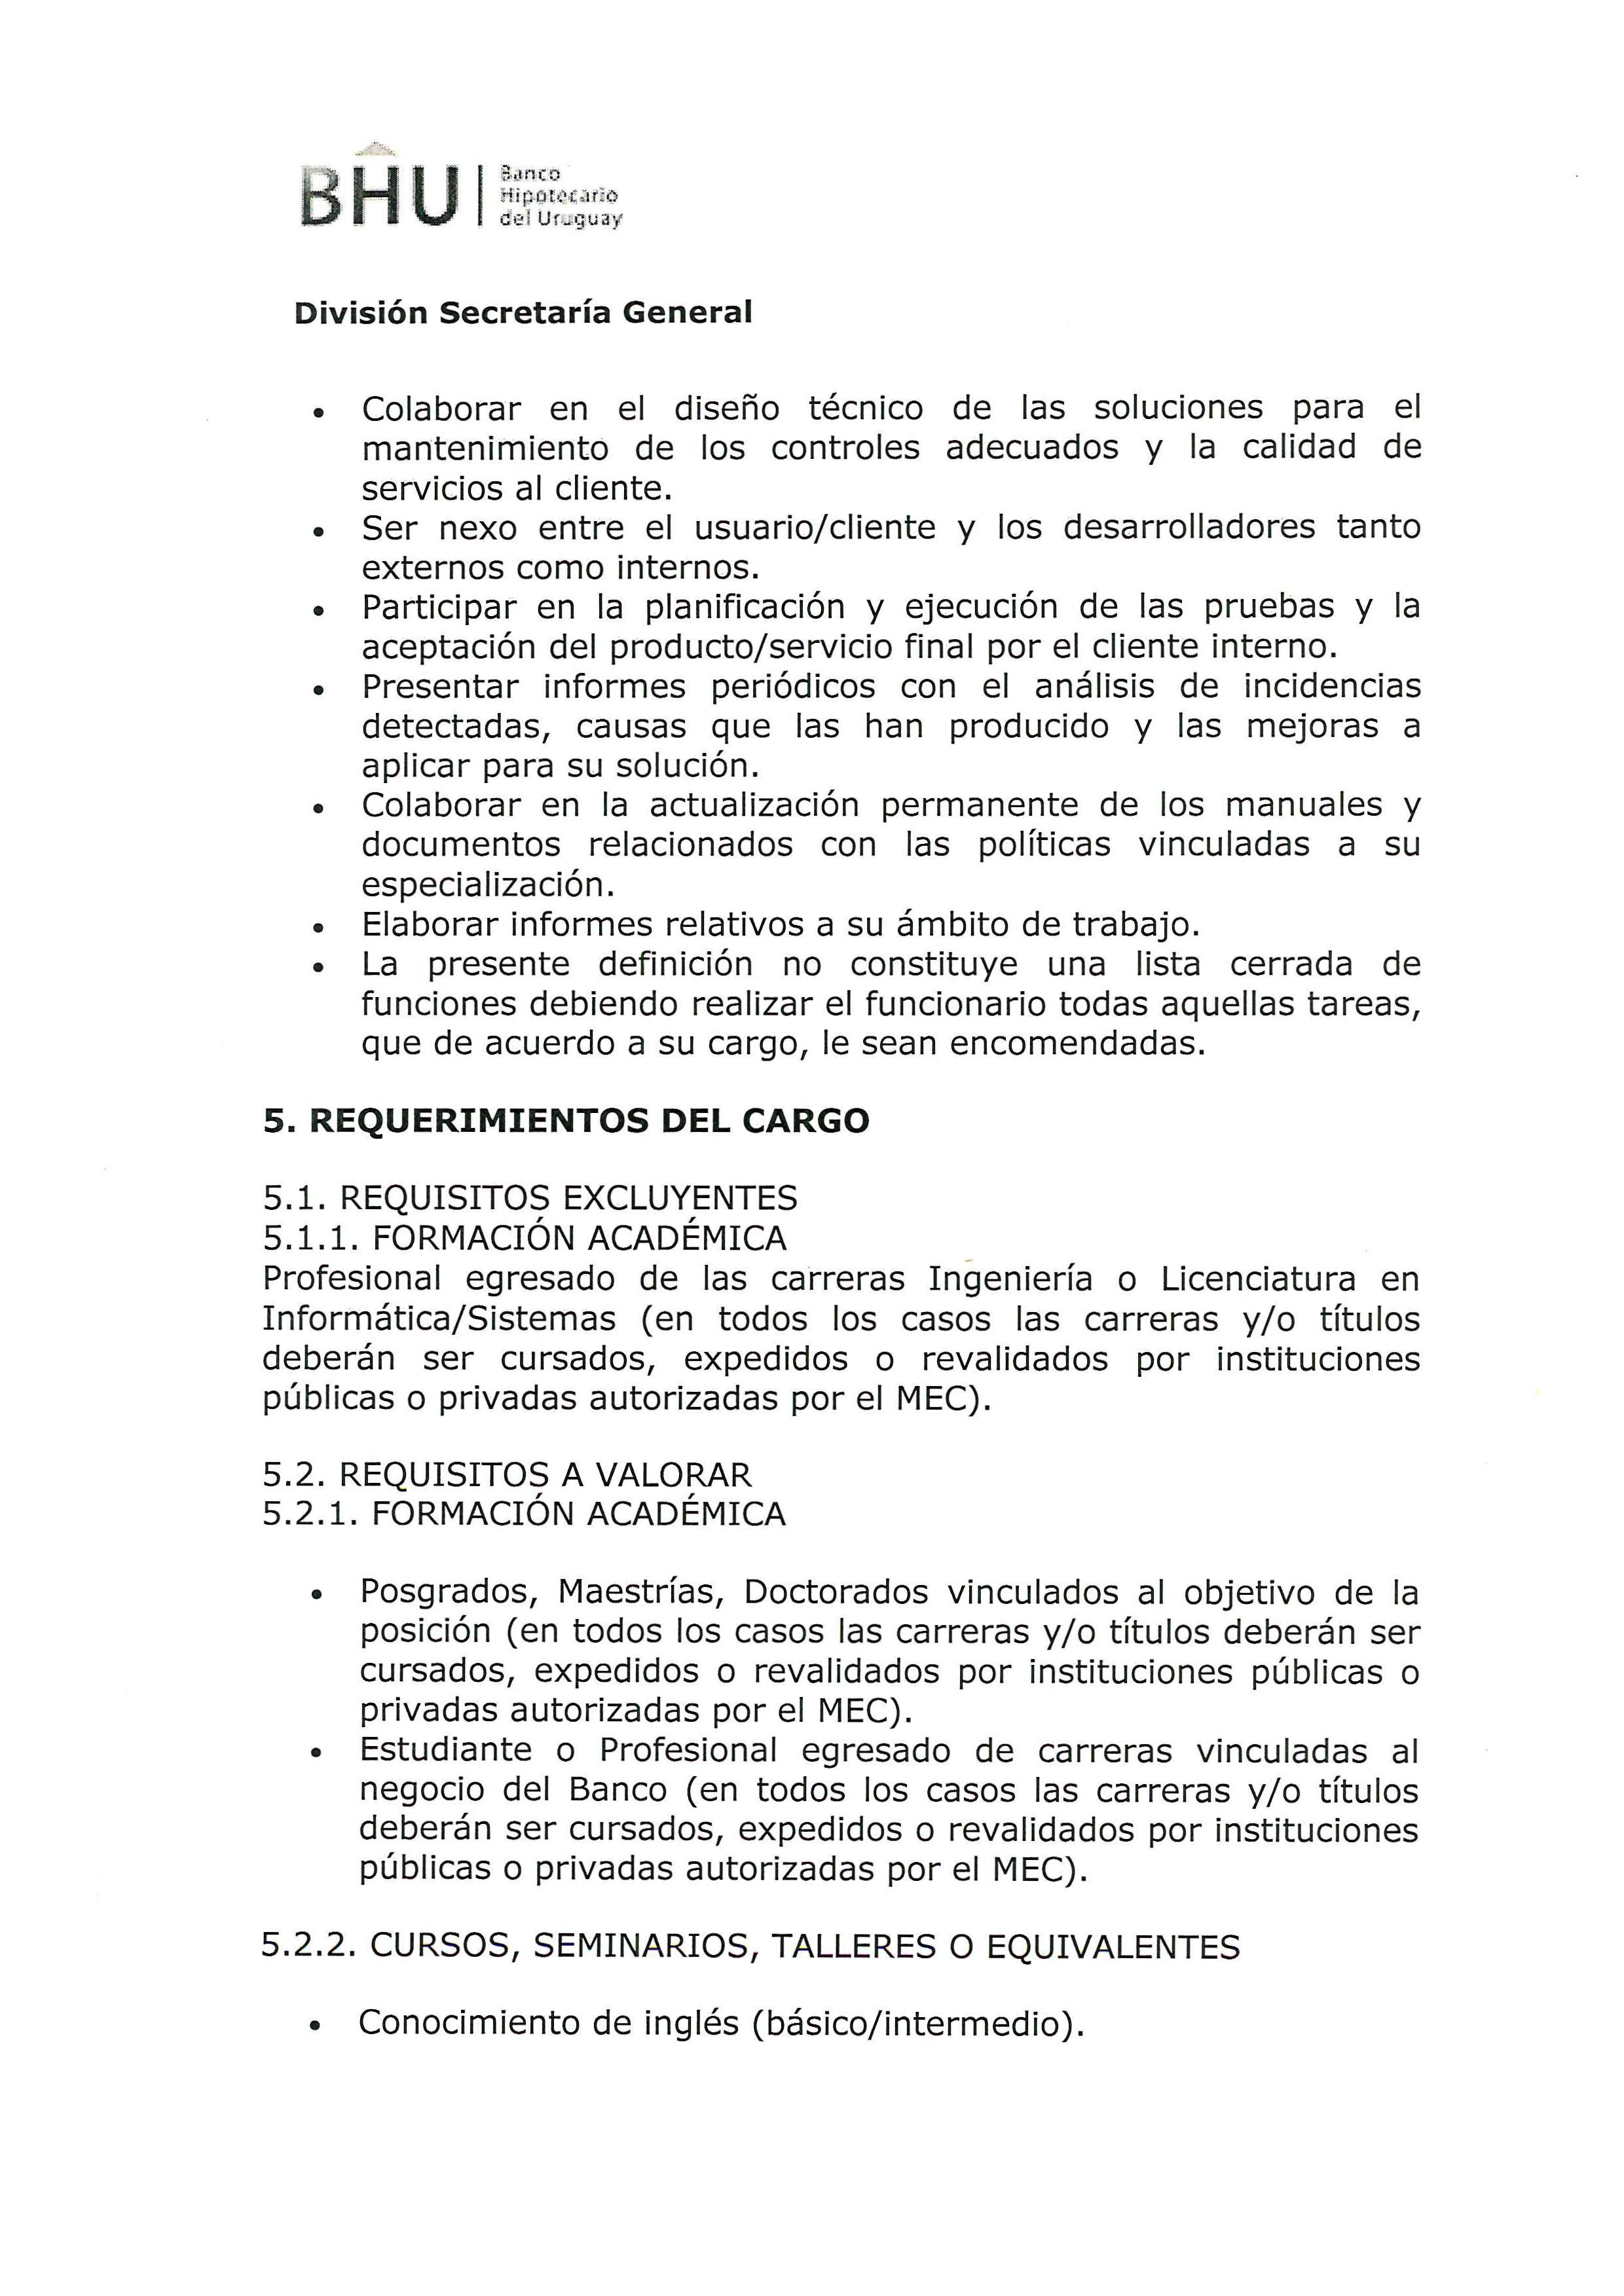 BHU
Banco
Hipotecario
del Uruguay
División Secretaría General
• Colaborar en el diseño técnico de las soluciones para el
mantenimiento de los controles adecuados y la calidad de
servicios al cliente.
• Ser nexo entre el usuario/cliente y los desarrolladores tanto
externos como internos.
• Participar en la planificación y ejecución de las pruebas y la
aceptación del producto/servicio final por el cliente interno.
• Presentar informes periódicos con el análisis de incidencias
detectadas, causas que las han producido y las mejoras a
aplicar para su solución.
• Colaborar en la actualización permanente de los manuales y
documentos relacionados con las políticas vinculadas a su
especialización.
• Elaborar informes relativos a su ámbito de trabajo.
• La presente definición no constituye una lista cerrada de
funciones debiendo realizar el funcionario todas aquellas tareas,
que de acuerdo a su cargo, le sean encomendadas.
5. REQUERIMIENTOS DEL CARGO
5.1. REQUISITOS EXCLUYENTES
5.1.1. FORMACIÓN ACADÉMICA
Profesional egresado de las carreras Ingeniería o Licenciatura en
Informática/Sistemas (en todos los casos las carreras y/o títulos
deberán ser cursados, expedidos o revalidados por instituciones
públicas o privadas autorizadas por el MEC).
5.2. REQUISITOS A VALORAR
5.2.1. FORMACIÓN ACADÉMICA
• Posgrados, Maestrías, Doctorados vinculados al objetivo de la
posición (en todos los casos las carreras y/o títulos deberán ser
cursados, expedidos o revalidados por instituciones públicas o
privadas autorizadas por el MEC).
• Estudiante o Profesional egresado de carreras vinculadas al
negocio del Banco (en todos los casos las carreras y/o títulos
deberán ser cursados, expedidos o revalidados por instituciones
públicas o privadas autorizadas por el MEC).
5.2.2. CURSOS, SEMINARIOS, TALLERES O EQUIVALENTES
• Conocimiento de inglés (básico/intermedio).